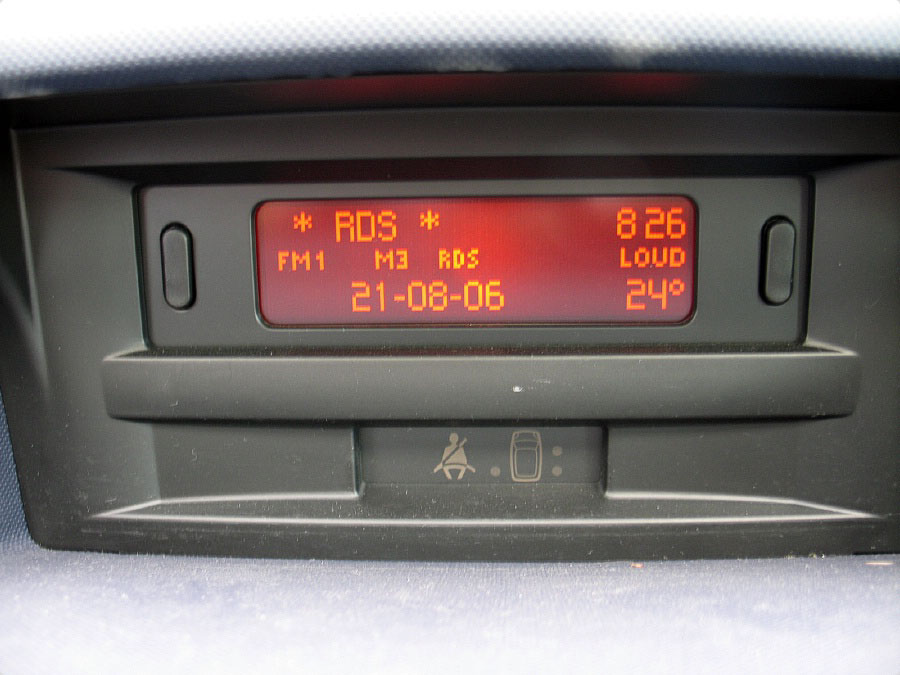 * RDS * 8 26
FM1 M3 RDS LOUD
21-08-06 24°